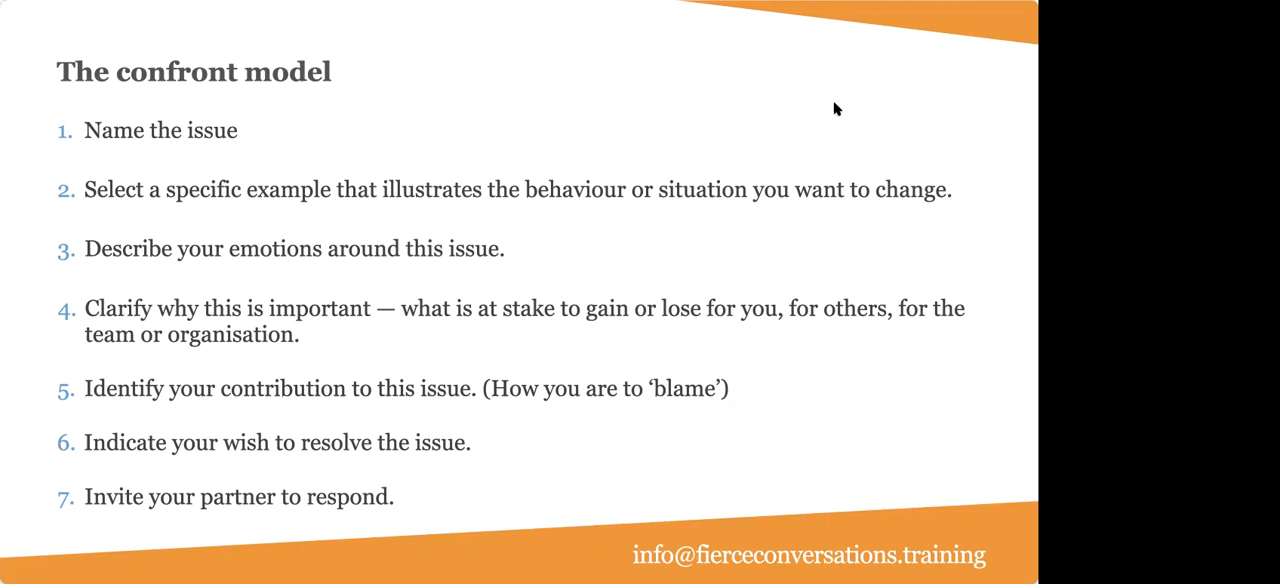 The confront model
1. Name the issue
2. Select a specific example that illustrates the behaviour or situation you want to change.
3. Describe your emotions around this issue.
4. Clarify why this is important — what is at stake to gain or lose for you, for others, for the
team or organisation.
5. Identify your contribution to this issue. (How you are to ‘blame’)
6. Indicate your wish to resolve the issue.
7. Invite your partner to respond.
info@fierceconversations.training